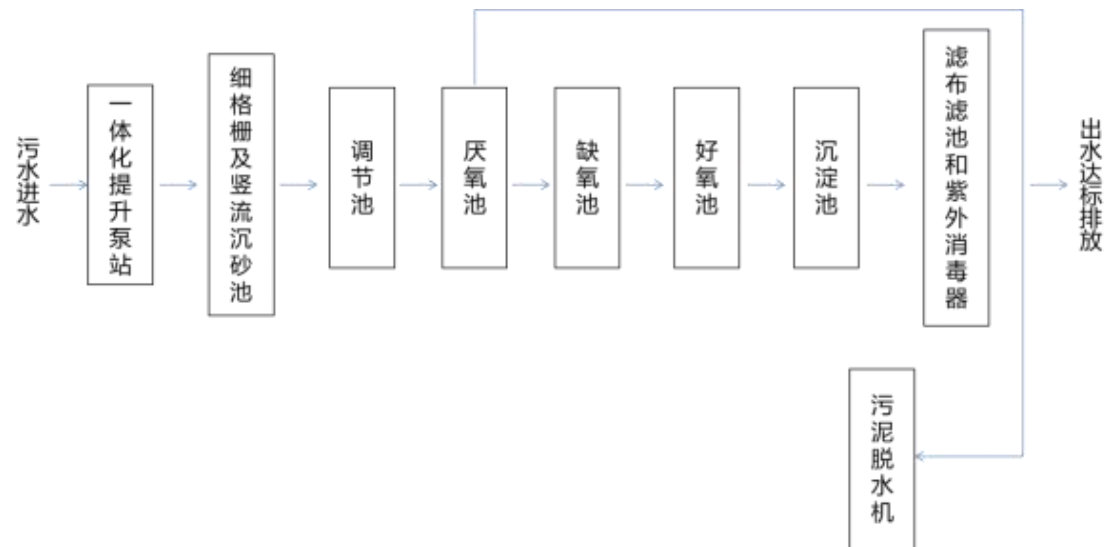 污水进水
一体化提升泵站
细格栅及竖流沉砂池
调节池
厌氧池
缺氧池
好氧池
沉淀池
滤布滤池和紫外消毒器
出水达标排放
污泥脱水机